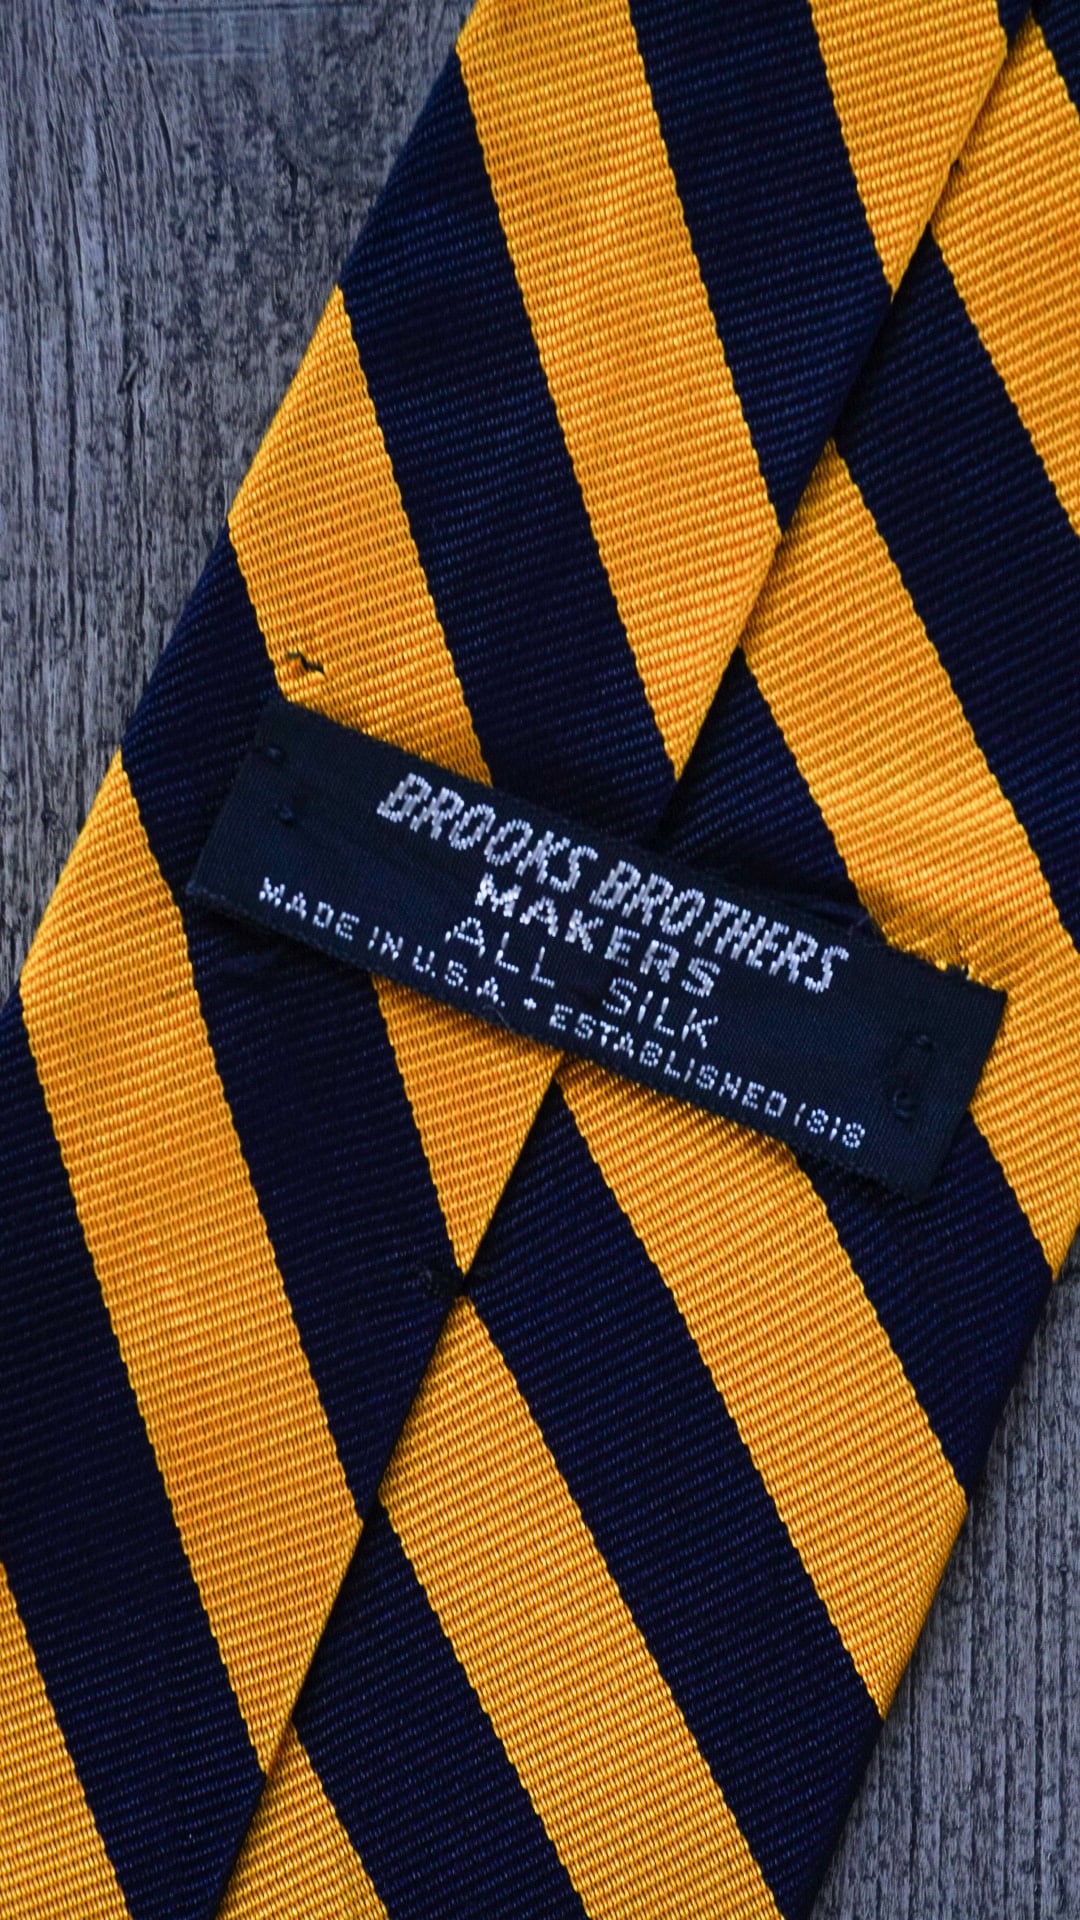 BROOKS BROTHERS
MAKERS
ALL SILK
MADE IN U.S.A. • ESTABLISHED 1818